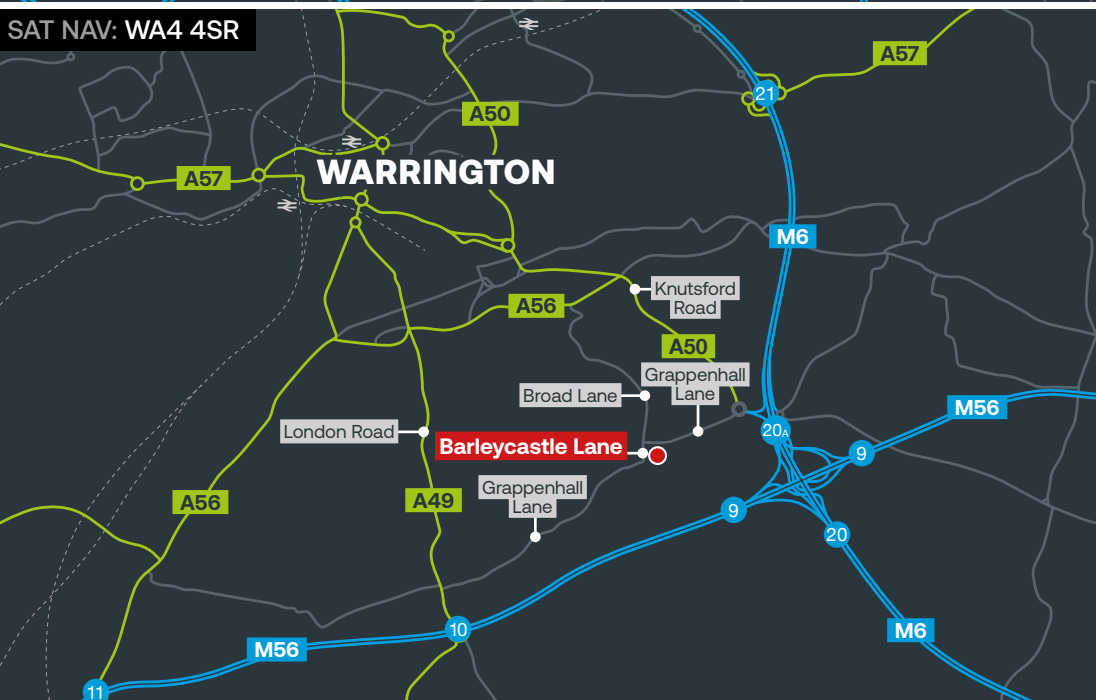 SAT NAV: WA4 4SR
A57
21
A50
WARRINGTON
A57
M6
Knutsford
Road
A56
A50
Grappenhall
Lane
Broad Lane
M56
London Road
20A
Barleycastle Lane
9
Grappenhall
Lane
A56
A49
9
20
10
M6
M56
11